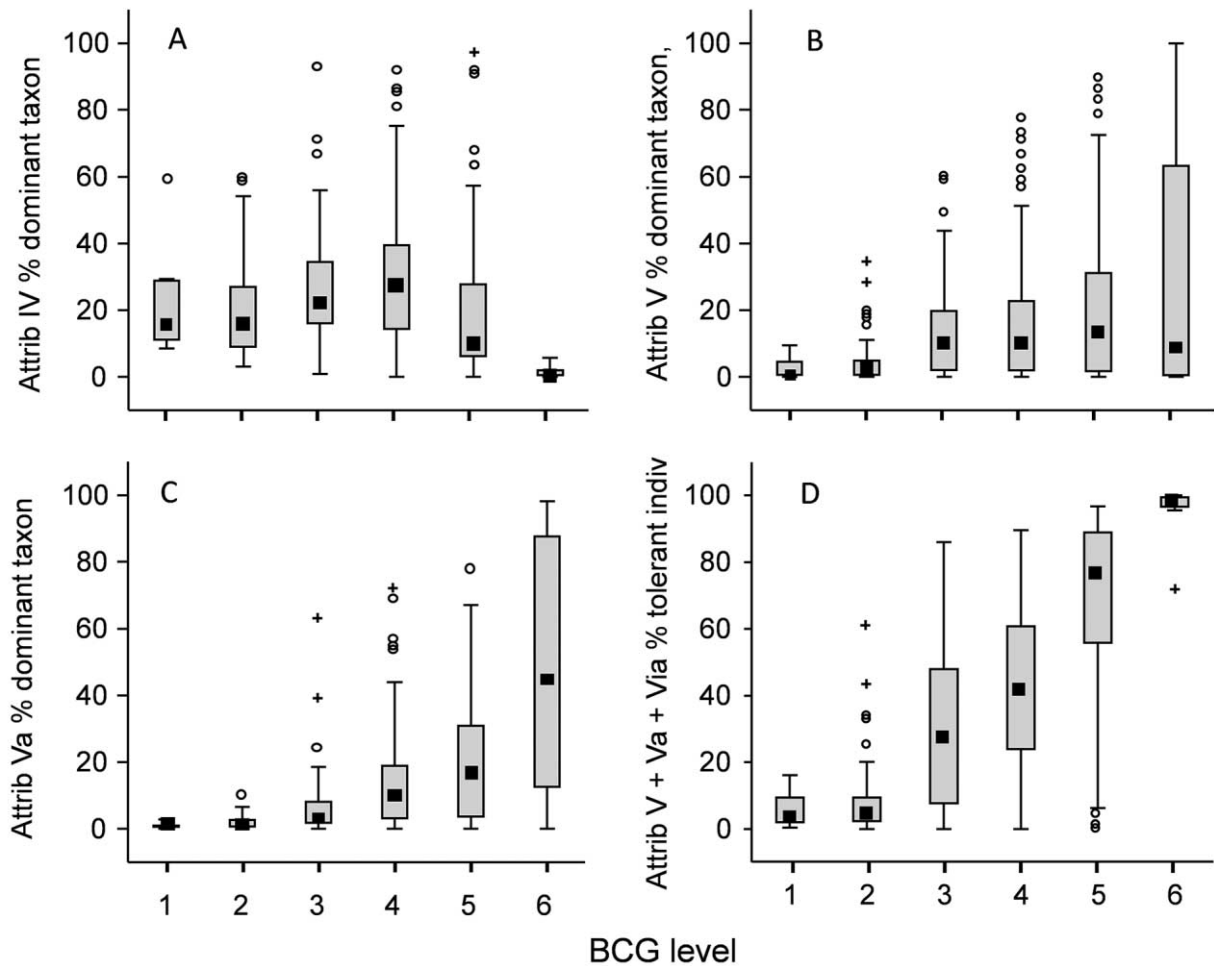 A
Attrib IV % dominant taxon
100
80
60
40
20
0
B
Attrib V % dominant taxon,
100
80
60
40
20
0
C
Attrib Va % dominant taxon
100
80
60
40
20
0
1 2 3 4 5 6
D
Attrib V + Va + Via % tolerant indiv
100
80
60
40
20
0
1 2 3 4 5 6
BCG level